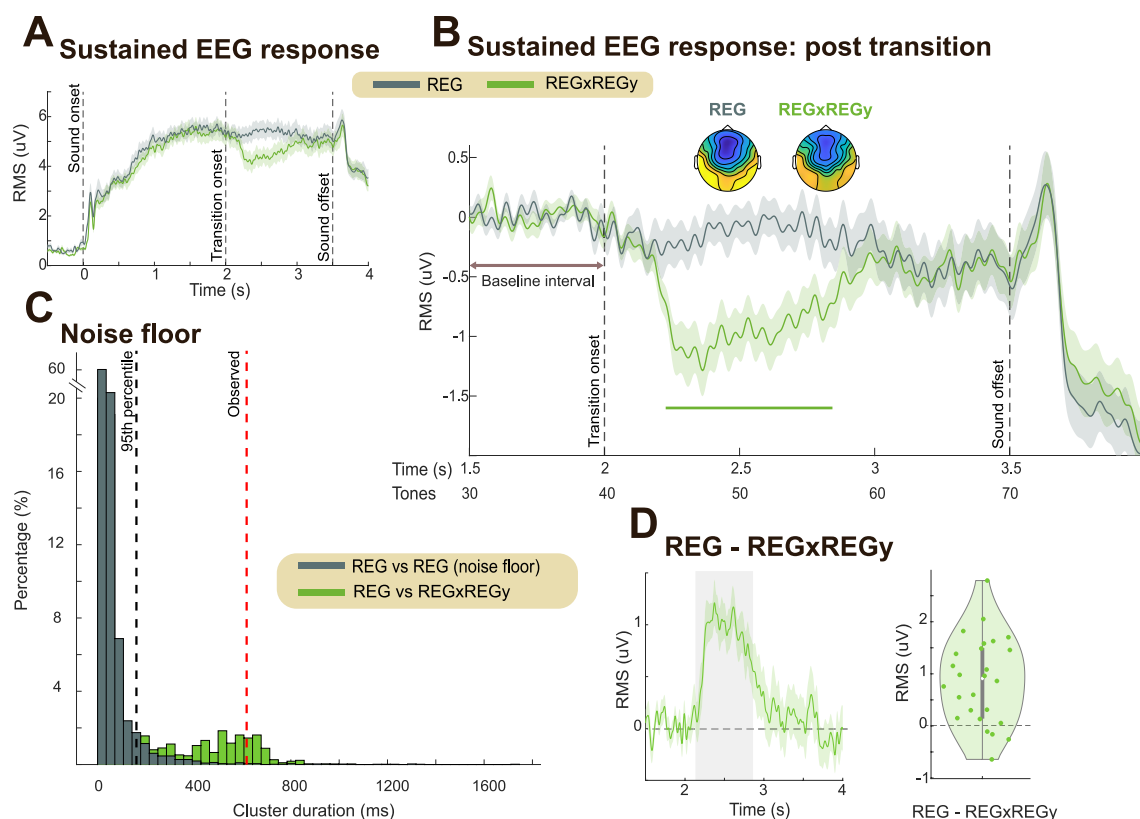 A
Sustained EEG response
REG
REGxREGy
RMS (uV)
6
4
2
0
Sound onset
Transition onset
Sound offset
0
1
2
3
4
Time (s)
B
Sustained EEG response: post transition
REG
REGxREGy
RMS (uV)
0.5
0
-0.5
-1
-1.5
Baseline interval
Transition onset
Sound offset
Time (s)
1.5
2
2.5
3
3.5
Tones
30
40
50
60
70
C
Noise floor
95th percentile
Observed
Percentage (%)
60
20
16
12
8
4
REG vs REG (noise floor)
REG vs REGxREGy
0
400
800
1200
1600
Cluster duration (ms)
D
REG - REGxREGy
RMS (uV)
1
0
2
3
4
Time (s)
RMS (uV)
3
2
1
0
-1
REG - REGxREGy